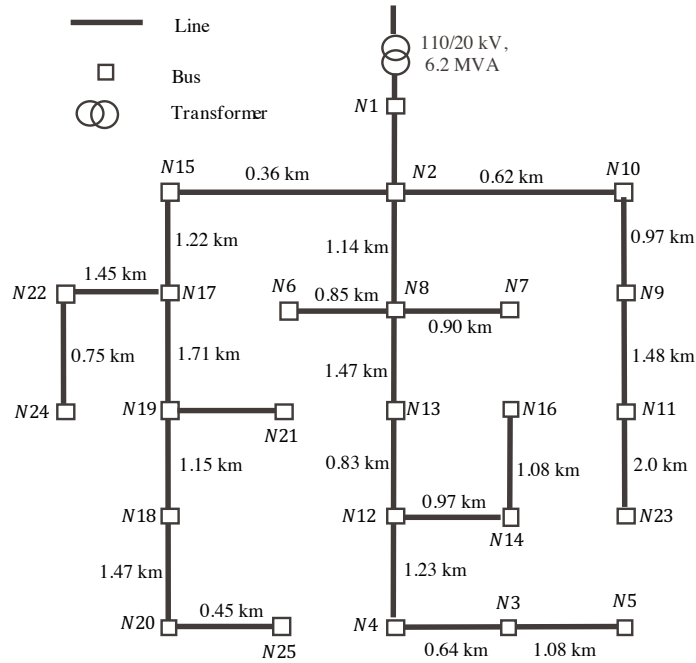 Line
Bus
Transformer
110/20 kV,
6.2 MVA
N1
N15
0.36 km
N2
0.62 km
N10
1.22 km
1.14 km
0.97 km
1.45 km
N22
N17
N6
0.85 km
N8
0.90 km
N7
N9
0.75 km
1.71 km
1.47 km
1.48 km
N24
N19
N21
N13
N16
N11
1.15 km
0.83 km
1.08 km
2.0 km
N18
N12
0.97 km
N14
N23
1.47 km
1.23 km
N20
0.45 km
N25
N4
0.64 km
N3
1.08 km
N5